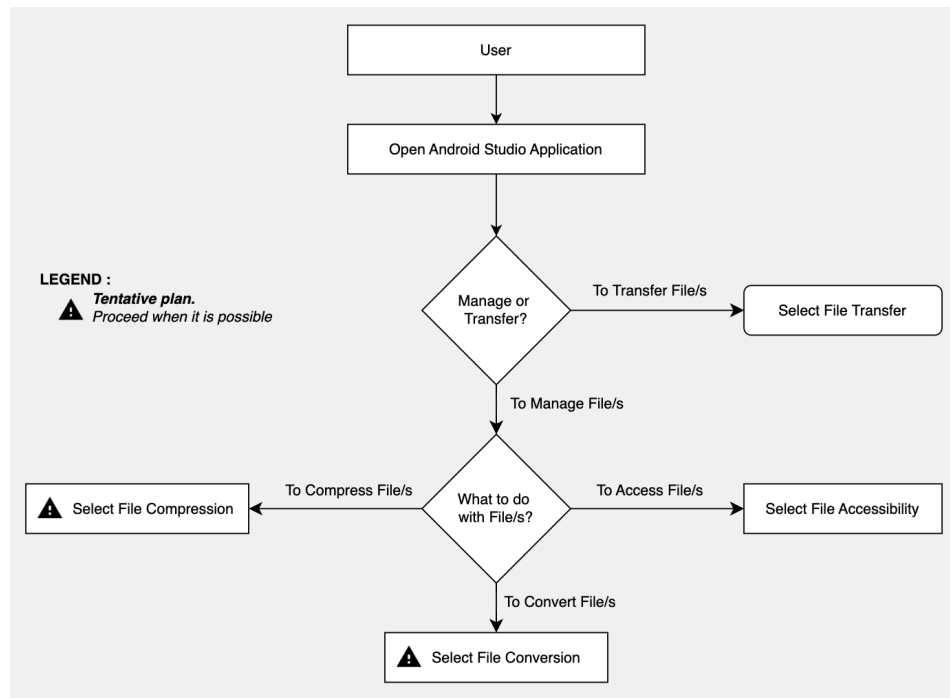 User
Open Android Studio Application
LEGEND :
Tentative plan.
Proceed when it is possible
Manage or
Transfer?
To Transfer File/s
Select File Transfer
To Manage File/s
Select File Compression
To Compress File/s
What to do
with File/s?
To Access File/s
Select File Accessibility
To Convert File/s
Select File Conversion